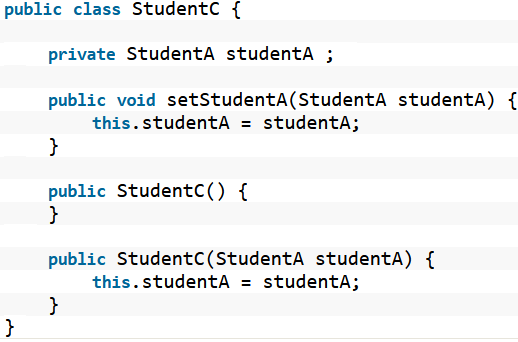 public class StudentC {
private StudentA studentA ;
public void setStudentA(StudentA studentA) {
this.studentA = studentA;
}
public StudentC() {
}
public StudentC(StudentA studentA) {
this.studentA = studentA;
}
}